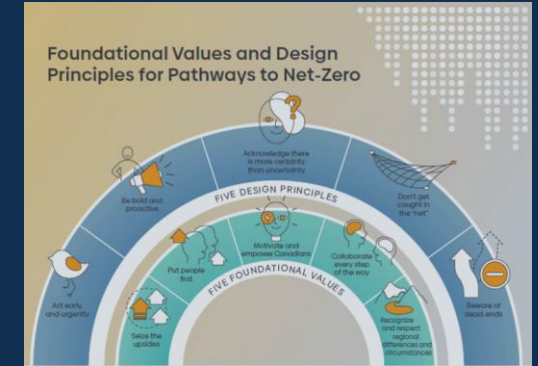 Foundational Values and Design
Principles for Pathways to Net-Zero
Acknowledge there
is more certainty
than uncertainty
Be bold and
proactive
Don't get
caught in
the "net"
Act early,
and urgently
Beware of
dead-ends
FIVE DESIGN PRINCIPLES
Motivate and
empower Canadians
Put people
first
Collaborate
every step
of the way
Seize the
upsides
Recognize
and respect
regional
differences and
circumstances
FIVE FOUNDATIONAL VALUES